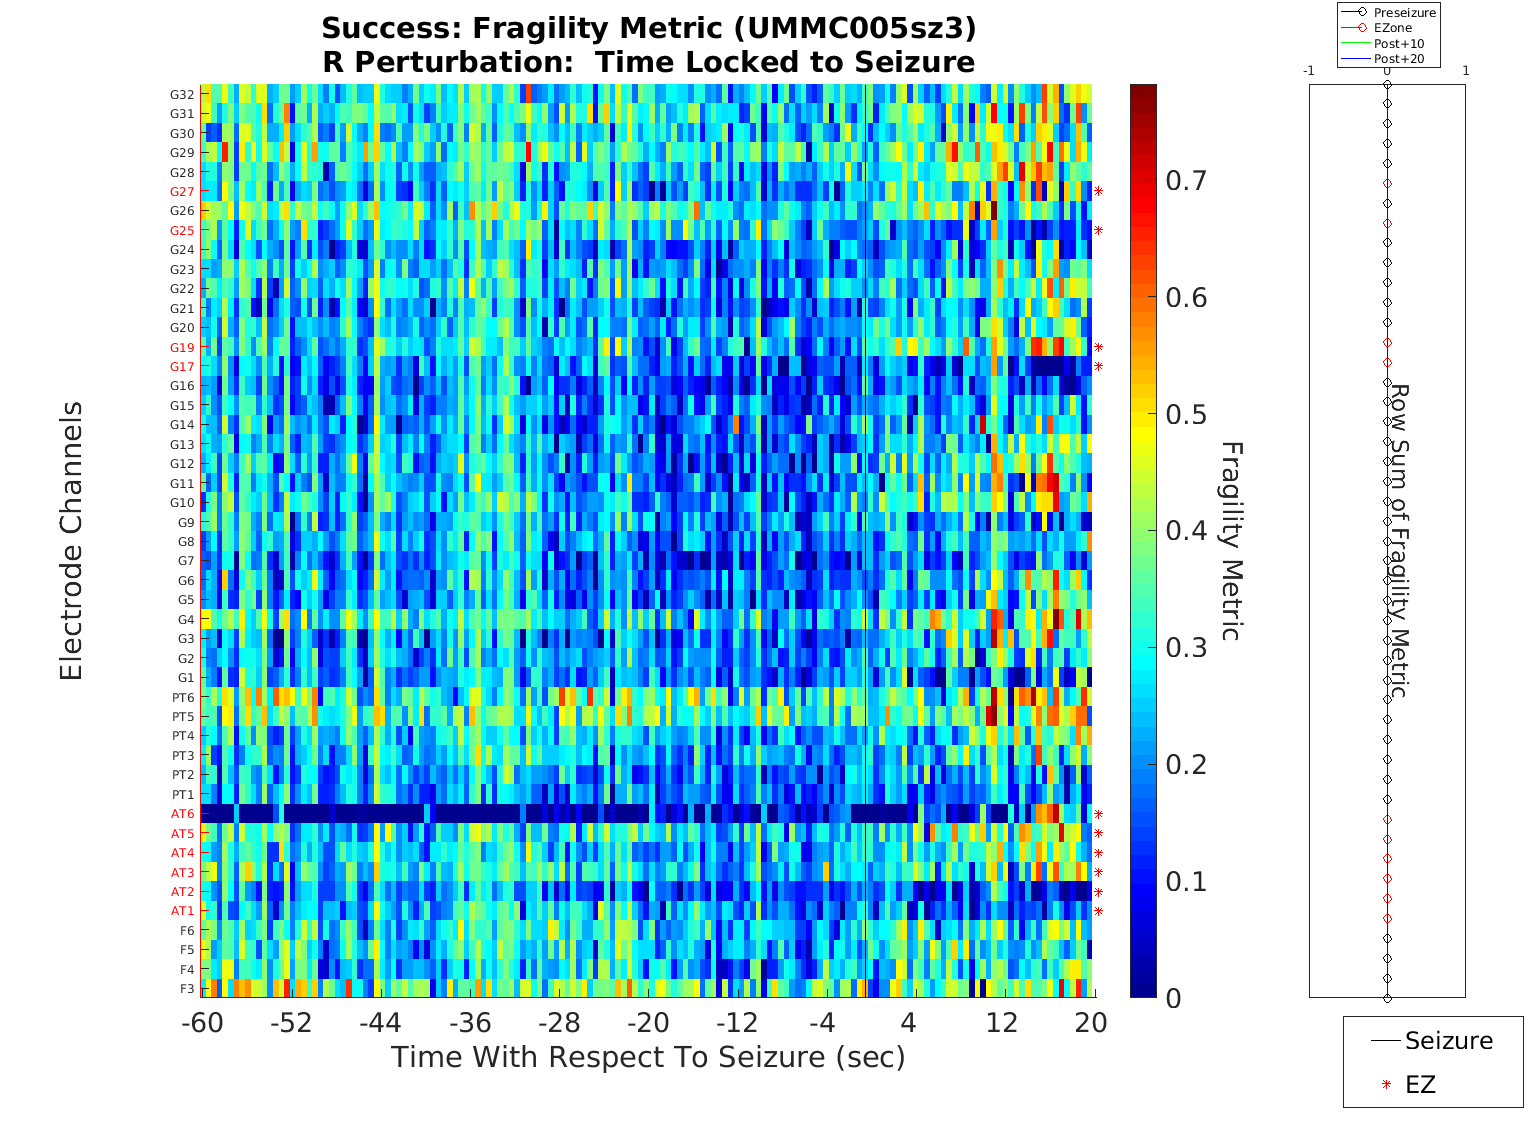 Success: Fragility Metric (UMMC005sz3)
R Perturbation: Time Locked to Seizure
Electrode Channels
G32
G31
G30
G29
G28
G27
G26
G25
G24
G23
G22
G21
G20
G19
G17
G16
G15
G14
G13
G12
G11
G10
G9
G8
G7
G6
G5
G4
G3
G2
G1
PT6
PT5
PT4
PT3
PT2
PT1
AT6
AT5
AT4
AT3
AT2
AT1
F6
F5
F4
F3
-60 -52 -44 -36 -28 -20 -12 -4 4 12 20
Time With Respect To Seizure (sec)
0.7
0.6
0.5
0.4
0.3
0.2
0.1
0
Fragility Metric
Preseizure
EZone
Post+10
Post+20
-1 0 1
Row Sum of Fragility Metric
Seizure
EZ